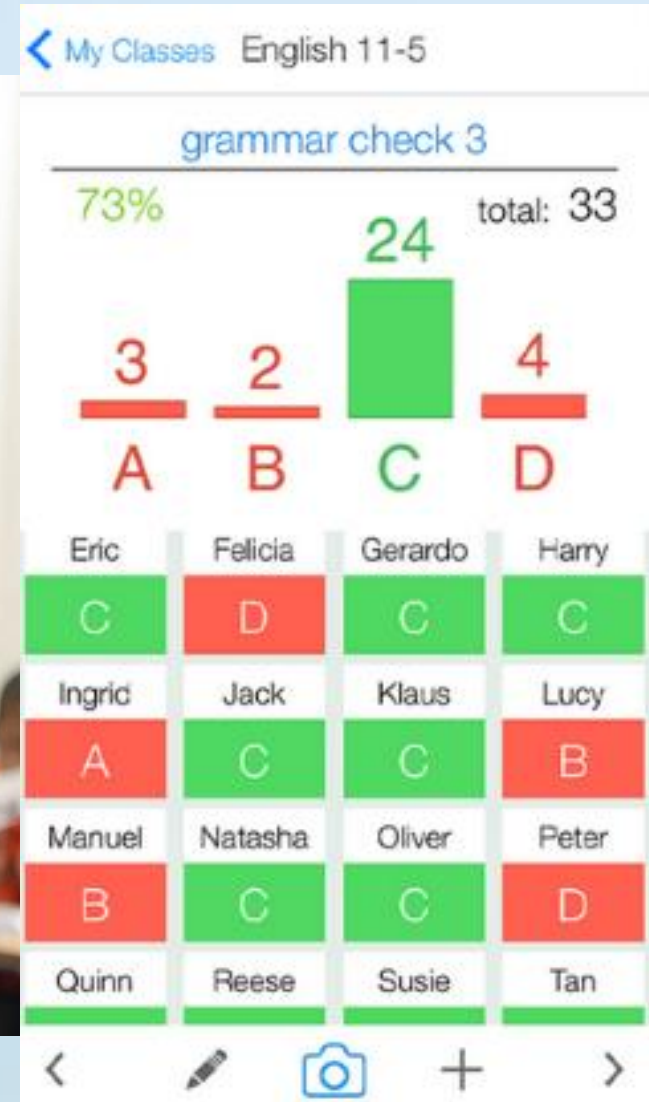 My Classes English 11-5
grammar check 3
73% total: 33
3 2 24 4
A B C D
Eric Felicia Gerardo Harry
C D C C
Ingrid Jack Klaus Lucy
A C C B
Manuel Natasha Oliver Peter
B C C D
Quinn Reese Susie Tan